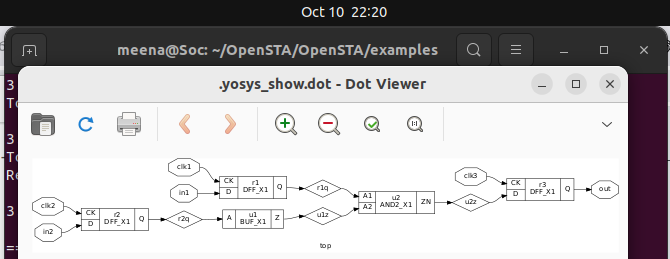 Oct 10 22:20
meena@Soc: ~/OpenSTA/OpenSTA/examples
.yosys_show.dot - Dot Viewer
3
To
3
To
Re
3
==
clk1
in1
CK
D
r1
DFF_X1
Q
r1q
clk2
in2
CK
D
r2
DFF_X1
Q
r2q
A
u1
BUF_X1
Z
u1z
A1
A2
u2
AND2_X1
ZN
u2z
clk3
CK
D
r3
DFF_X1
Q
out
top